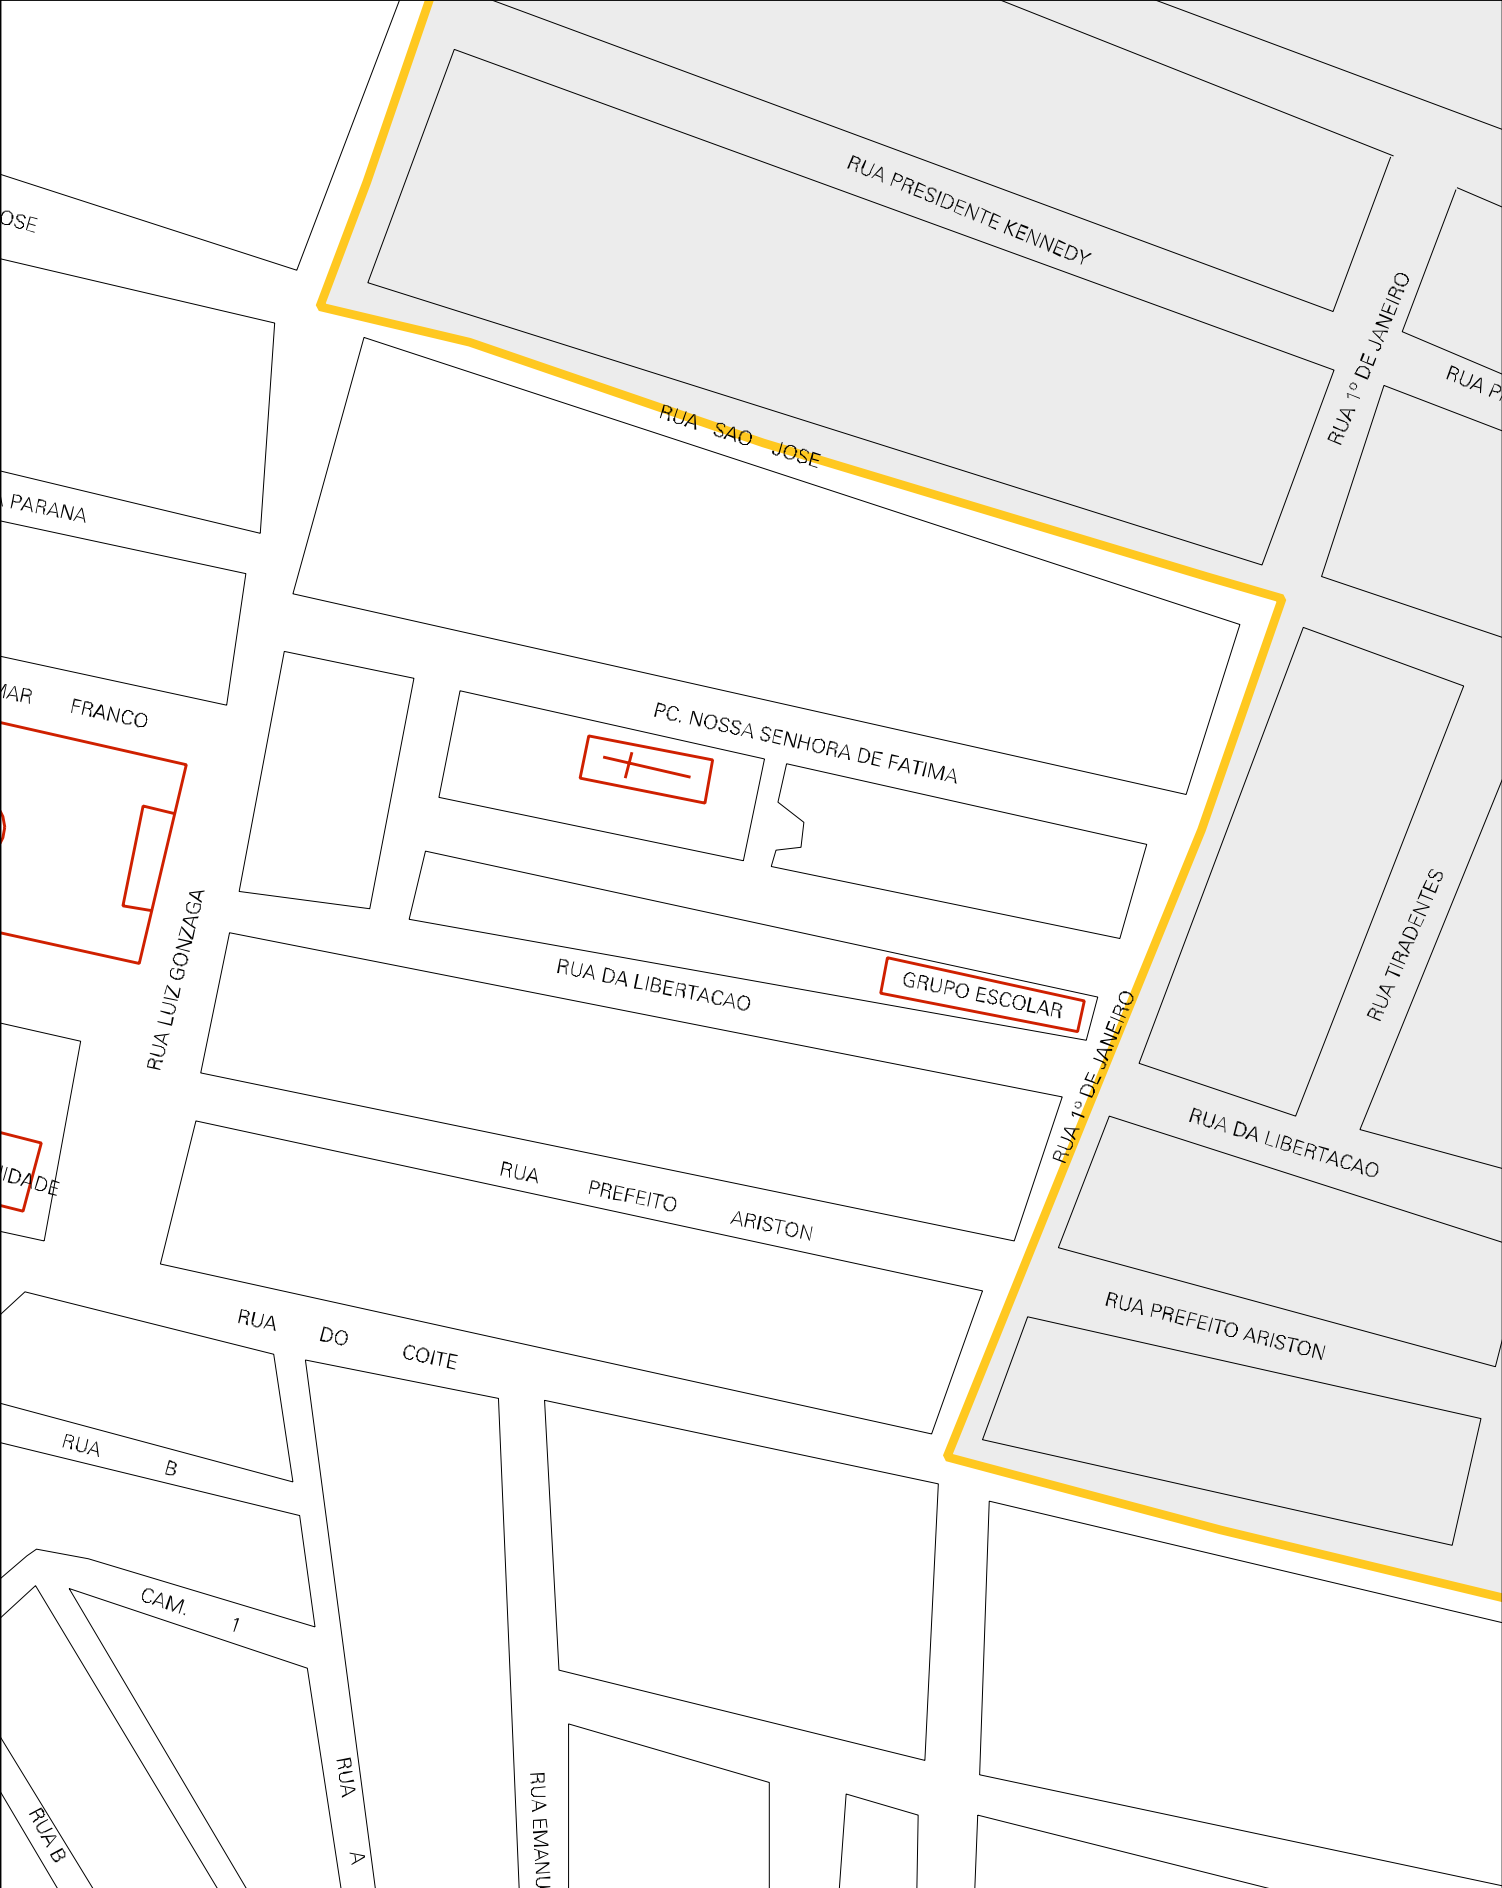 RUA PRESIDENTE KENNEDY
OSE
RUA 1º DE JANEIRO
RUA P
RUA SAO JOSE
PARANA
MAR FRANCO
PC. NOSSA SENHORA DE FATIMA
RUA LUIZ GONZAGA
RUA TIRADENTES
RUA DA LIBERTACAO
GRUPO ESCOLAR
RUA 1º DE JANEIRO
RUA DA LIBERTACAO
IDADE
RUA PREFEITO ARISTON
RUA PREFEITO ARISTON
RUA DO COITE
RUA B
CAM. 1
RUA A
RUA EMANU
RUA B